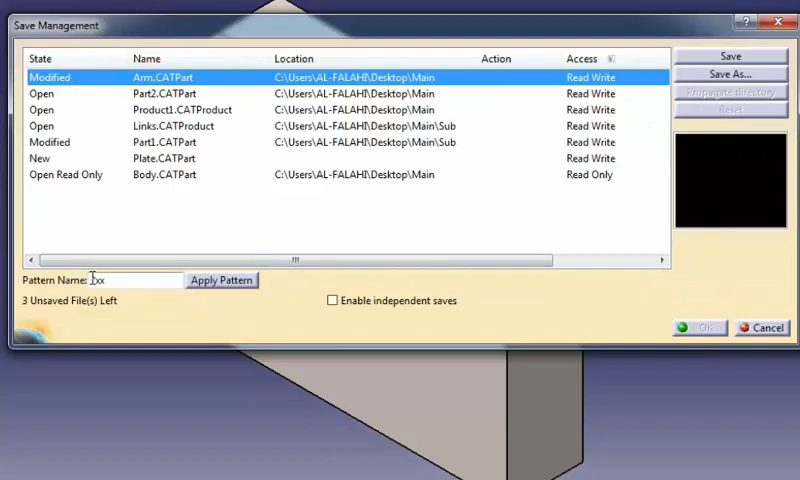 Save Management
?
State Name Location Action Access
Modified Arm.CATPart C:\Users\AL-FALAHI\Desktop\Main Read Write
Open Part2.CATPart C:\Users\AL-FALAHI\Desktop\Main Read Write
Open Product1.CATProduct C:\Users\AL-FALAHI\Desktop\Main Read Write
Open Links.CATProduct C:\Users\AL-FALAHI\Desktop\Main\Sub Read Write
Modified Part1.CATPart C:\Users\AL-FALAHI\Desktop\Main\Sub Read Write
New Plate.CATPart Read Write
Open Read Only Body.CATPart C:\Users\AL-FALAHI\Desktop\Main Read Only
Save
Save As...
Propagate directory
Reset
Pattern Name: Apply Pattern
3 Unsaved File(s) Left Enable independent saves
OK Cancel